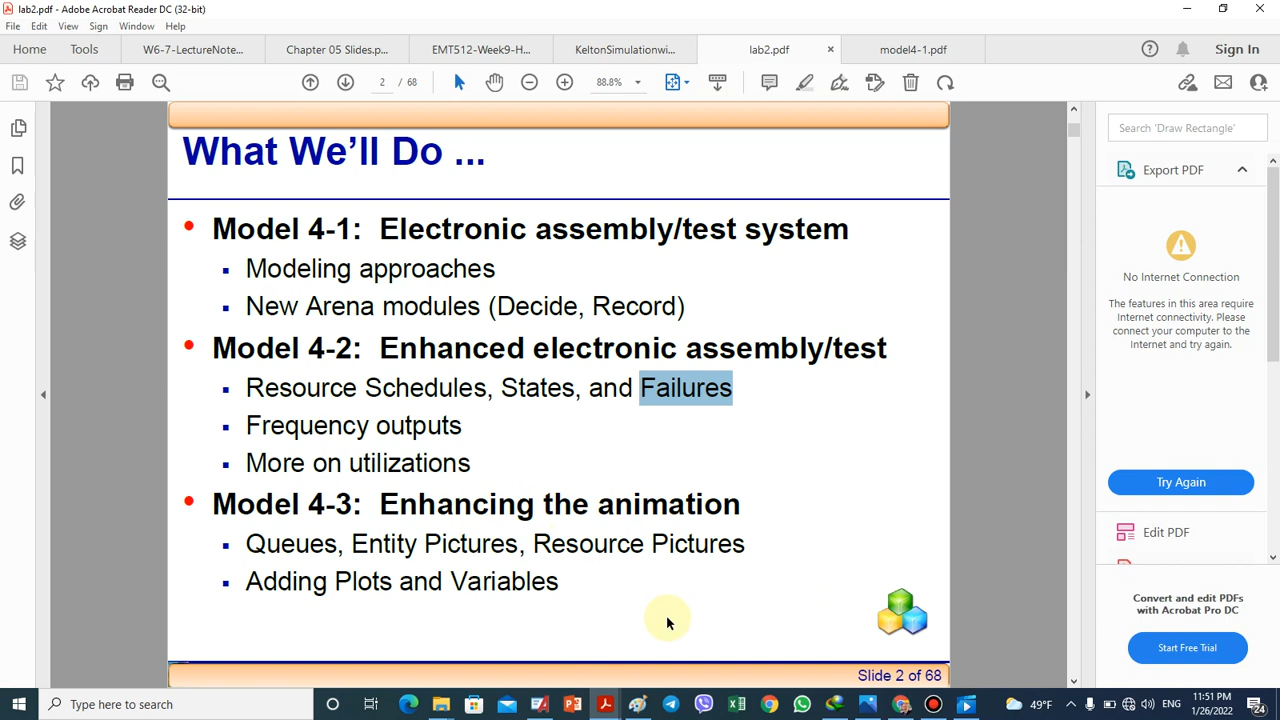 lab2.pdf - Adobe Acrobat Reader DC (32-bit)
File Edit View Sign Window Help
Home Tools W6-7-LectureNote... Chapter 05 Slides.p... EMT512-Week9-H... KeltonSimulationwi... lab2.pdf model4-1.pdf Sign In
2 / 68 88.8%
What We'll Do ...
Model 4-1: Electronic assembly/test system
Modeling approaches
New Arena modules (Decide, Record)
Model 4-2: Enhanced electronic assembly/test
Resource Schedules, States, and Failures
Frequency outputs
More on utilizations
Model 4-3: Enhancing the animation
Queues, Entity Pictures, Resource Pictures
Adding Plots and Variables
Slide 2 of 68
Search 'Draw Rectangle'
Export PDF
No Internet Connection
The features in this area require
Internet connectivity. Please
connect your computer to the
Internet and try again.
Try Again
Edit PDF
Convert and edit PDFs
with Acrobat Pro DC
Start Free Trial
Type here to search
49°F ENG 11:51 PM
1/26/2022
24